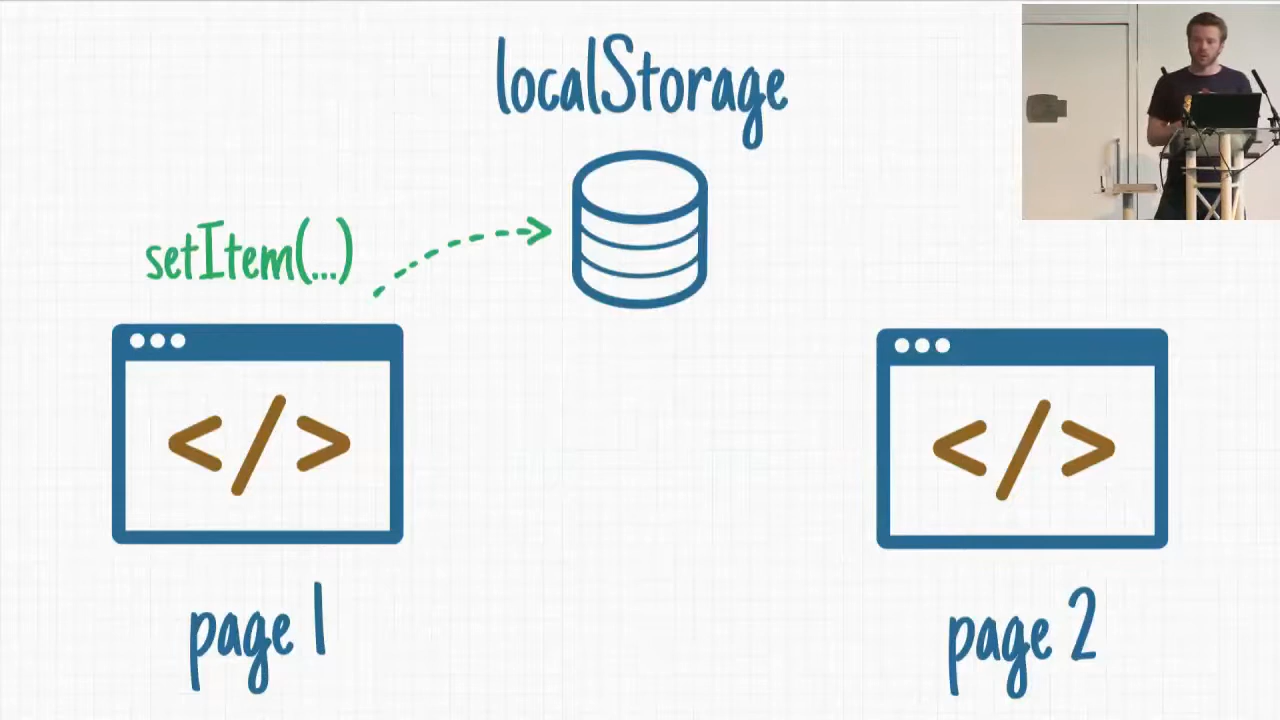 localStorage
setItem(...)
</>
</>
page 1
page 2